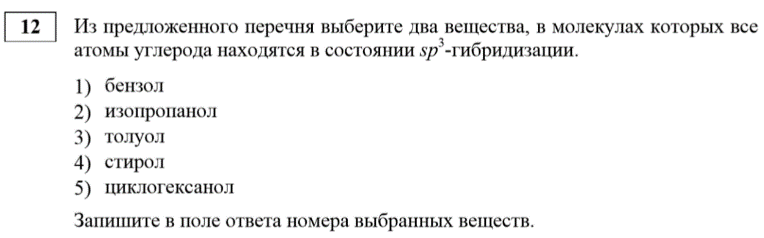 12 Из предложенного перечня выберите два вещества, в молекулах которых все
атомы углерода находятся в состоянии sp³-гибридизации.
1) бензол
2) изопропанол
3) толуол
4) стирол
5) циклогексанол
Запишите в поле ответа номера выбранных веществ.